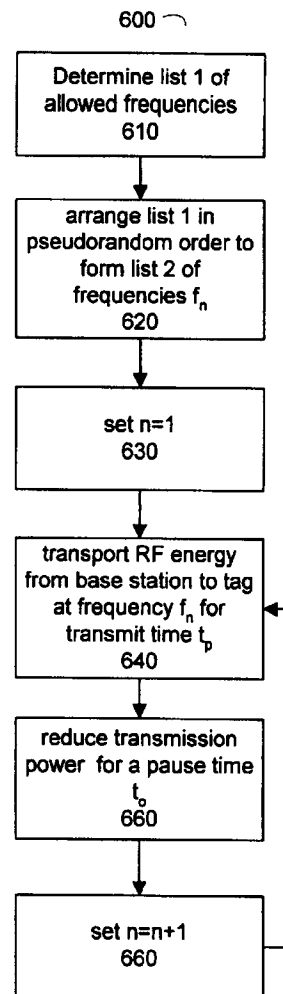 600
Determine list 1 of
allowed frequencies
610
arrange list 1 in
pseudorandom order to
form list 2 of
frequencies fn
620
set n=1
630
transport RF energy
from base station to tag
at frequency fn for
transmit time tp
640
reduce transmission
power for a pause time
to
660
set n=n+1
660